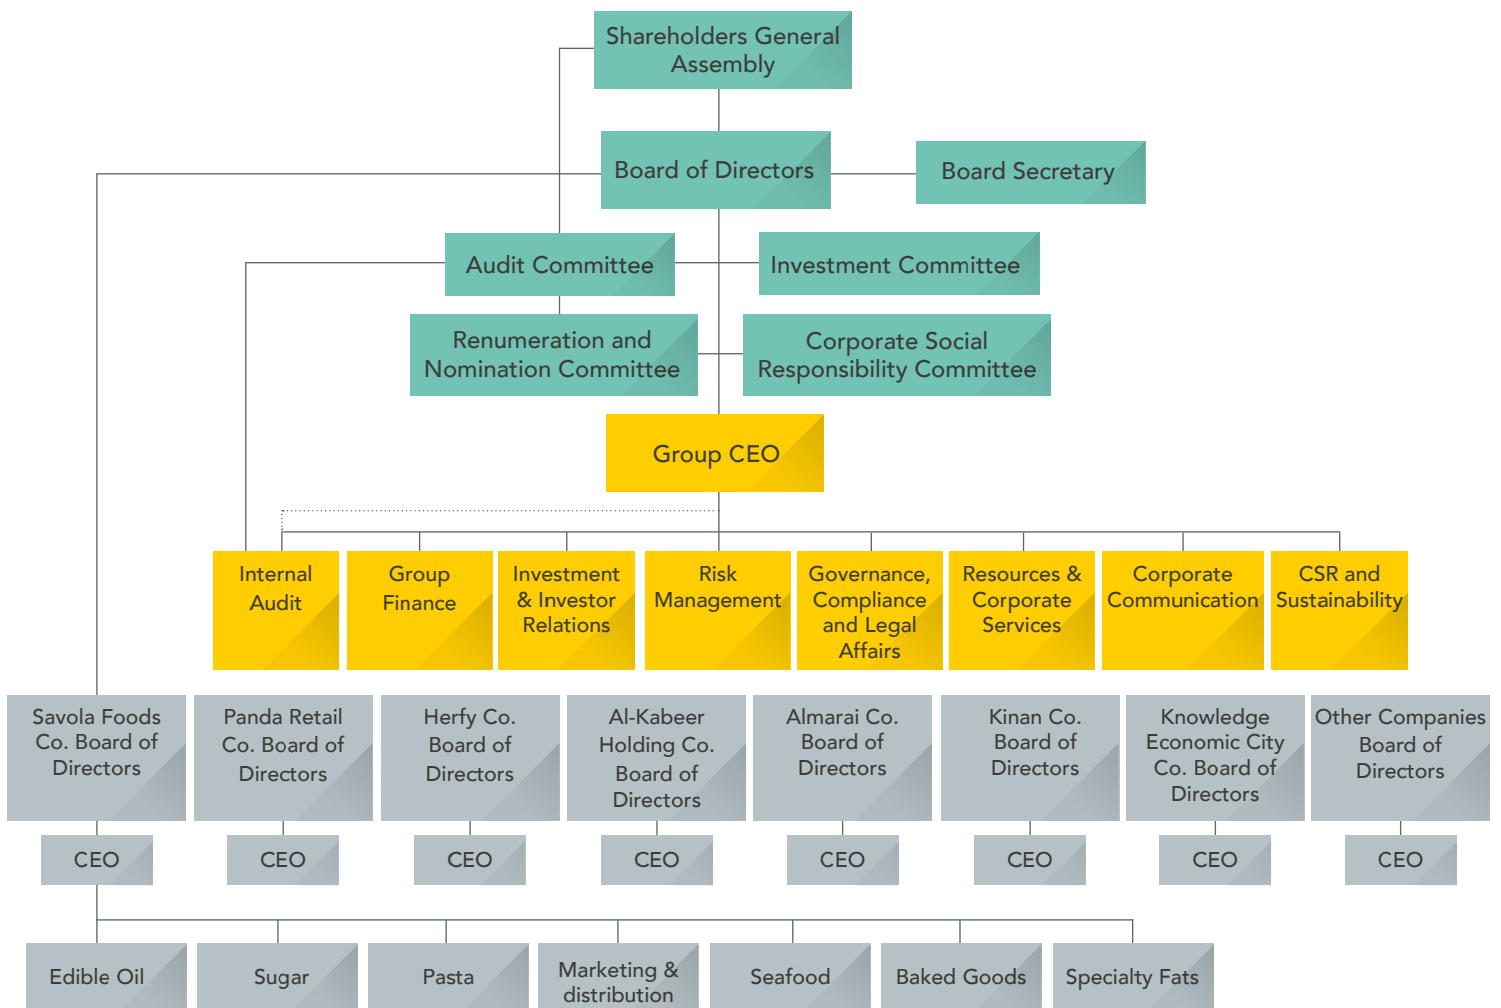 Shareholders General
Assembly
Board of Directors
Board Secretary
Audit Committee
Investment Committee
Renumeration and
Nomination Committee
Corporate Social
Responsibility Committee
Group CEO
Internal
Audit
Group
Finance
Investment
& Investor
Relations
Risk
Management
Governance,
Compliance
and Legal
Affairs
Resources &
Corporate
Services
Corporate
Communication
CSR and
Sustainability
Savola Foods
Co. Board of
Directors
Panda Retail
Co. Board of
Directors
Herfy Co.
Board of
Directors
Al-Kabeer
Holding Co.
Board of
Directors
Almarai Co.
Board of
Directors
Kinan Co.
Board of
Directors
Knowledge
Economic City
Co. Board of
Directors
Other Companies
Board of
Directors
CEO
CEO
CEO
CEO
CEO
CEO
CEO
CEO
Edible Oil
Sugar
Pasta
Marketing &
distribution
Seafood
Baked Goods
Specialty Fats